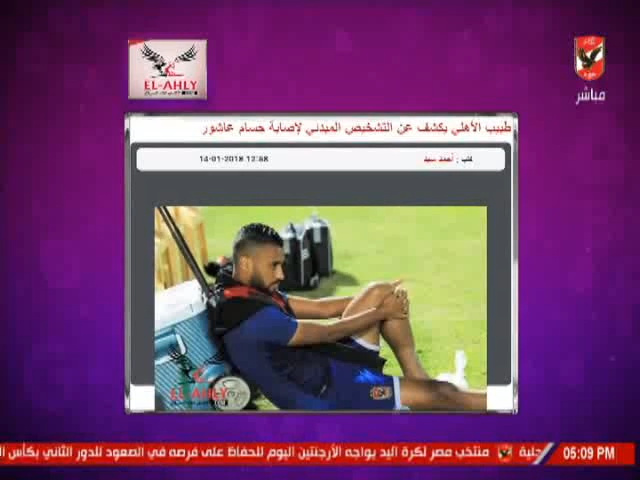 EL-AHLY
مباشر
طبيب الأهلي يكشف عن التشخيص المبدئي لإصابة حسام عاشور
كتب : أحمد سيد
14-01-2018 12:58
EL-AHLY
جلية منتخب مصر لكرة اليد يواجه الأرجنتين اليوم للحفاظ على فرصه في الصعود للدور الثاني بكأس ال
05:09 PM